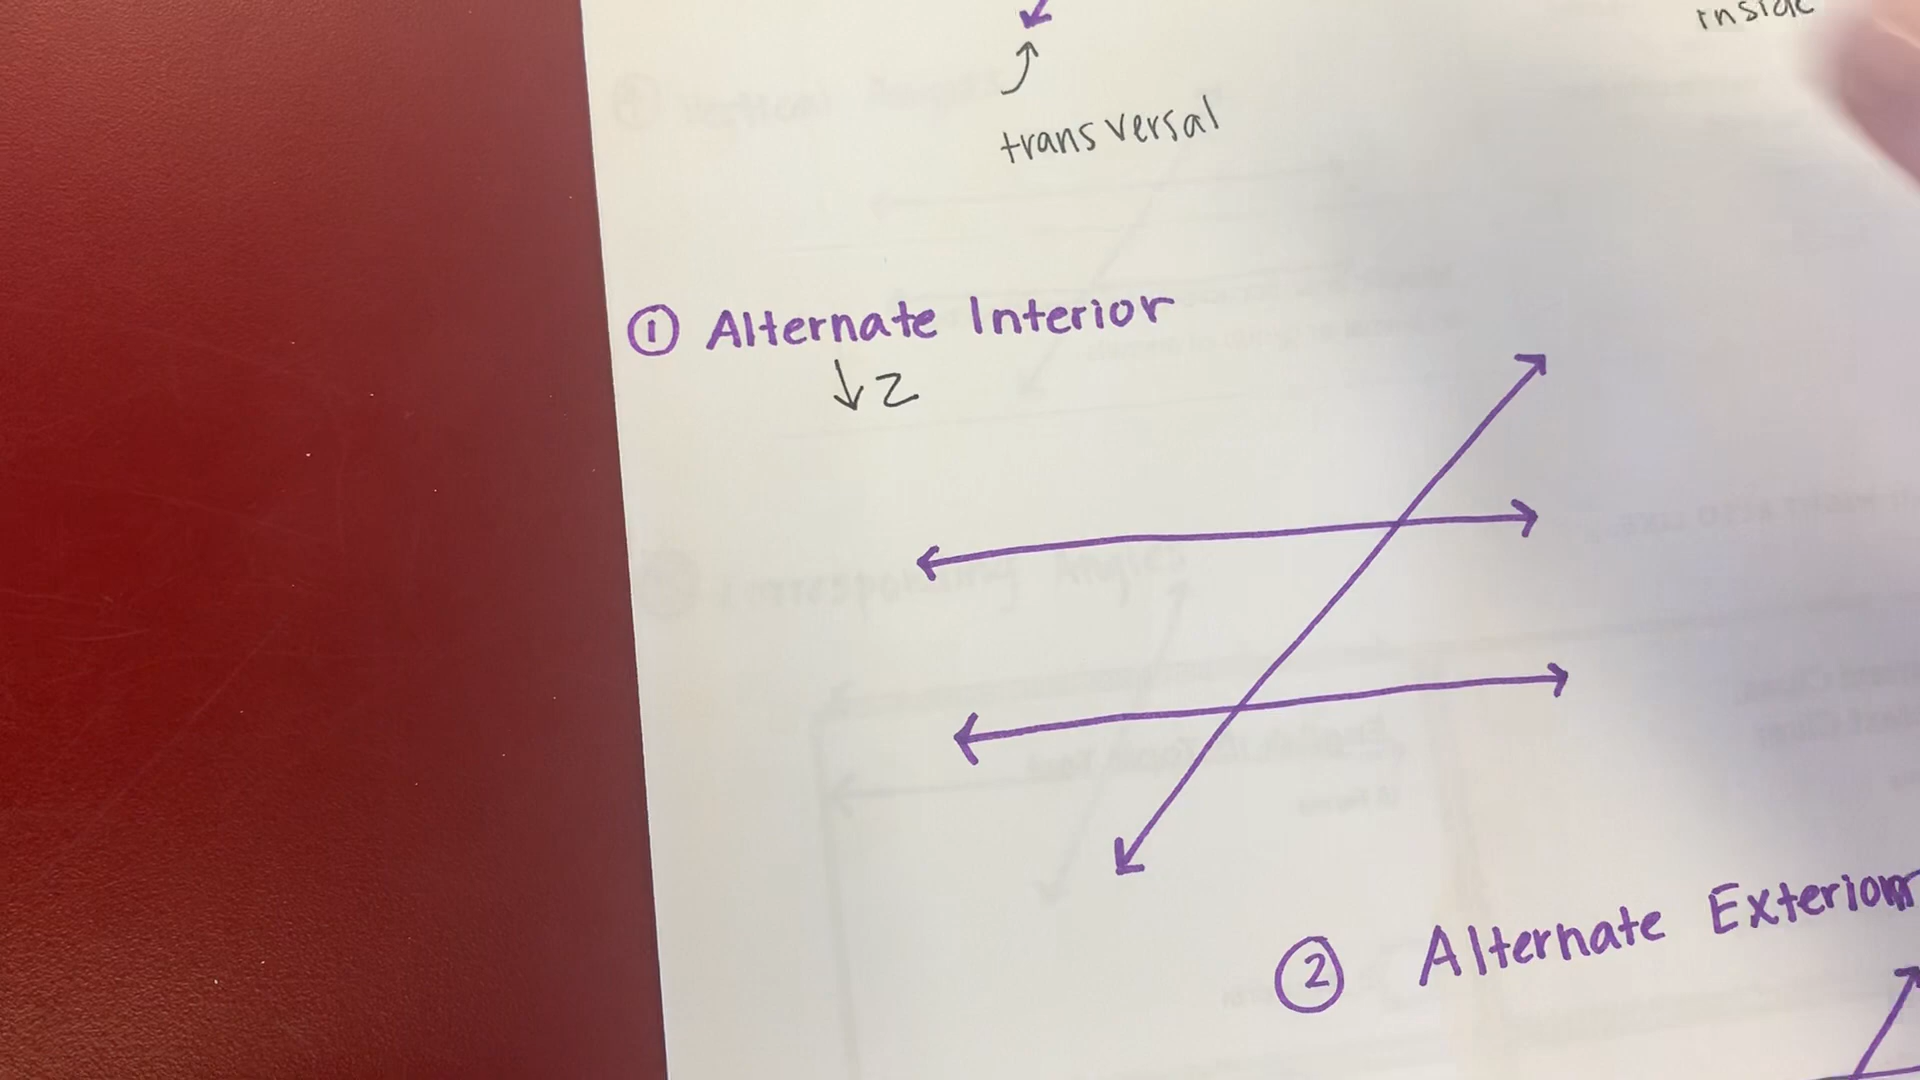 inside
transversal
① Alternate Interior
↓ Z
② Alternate Exterior